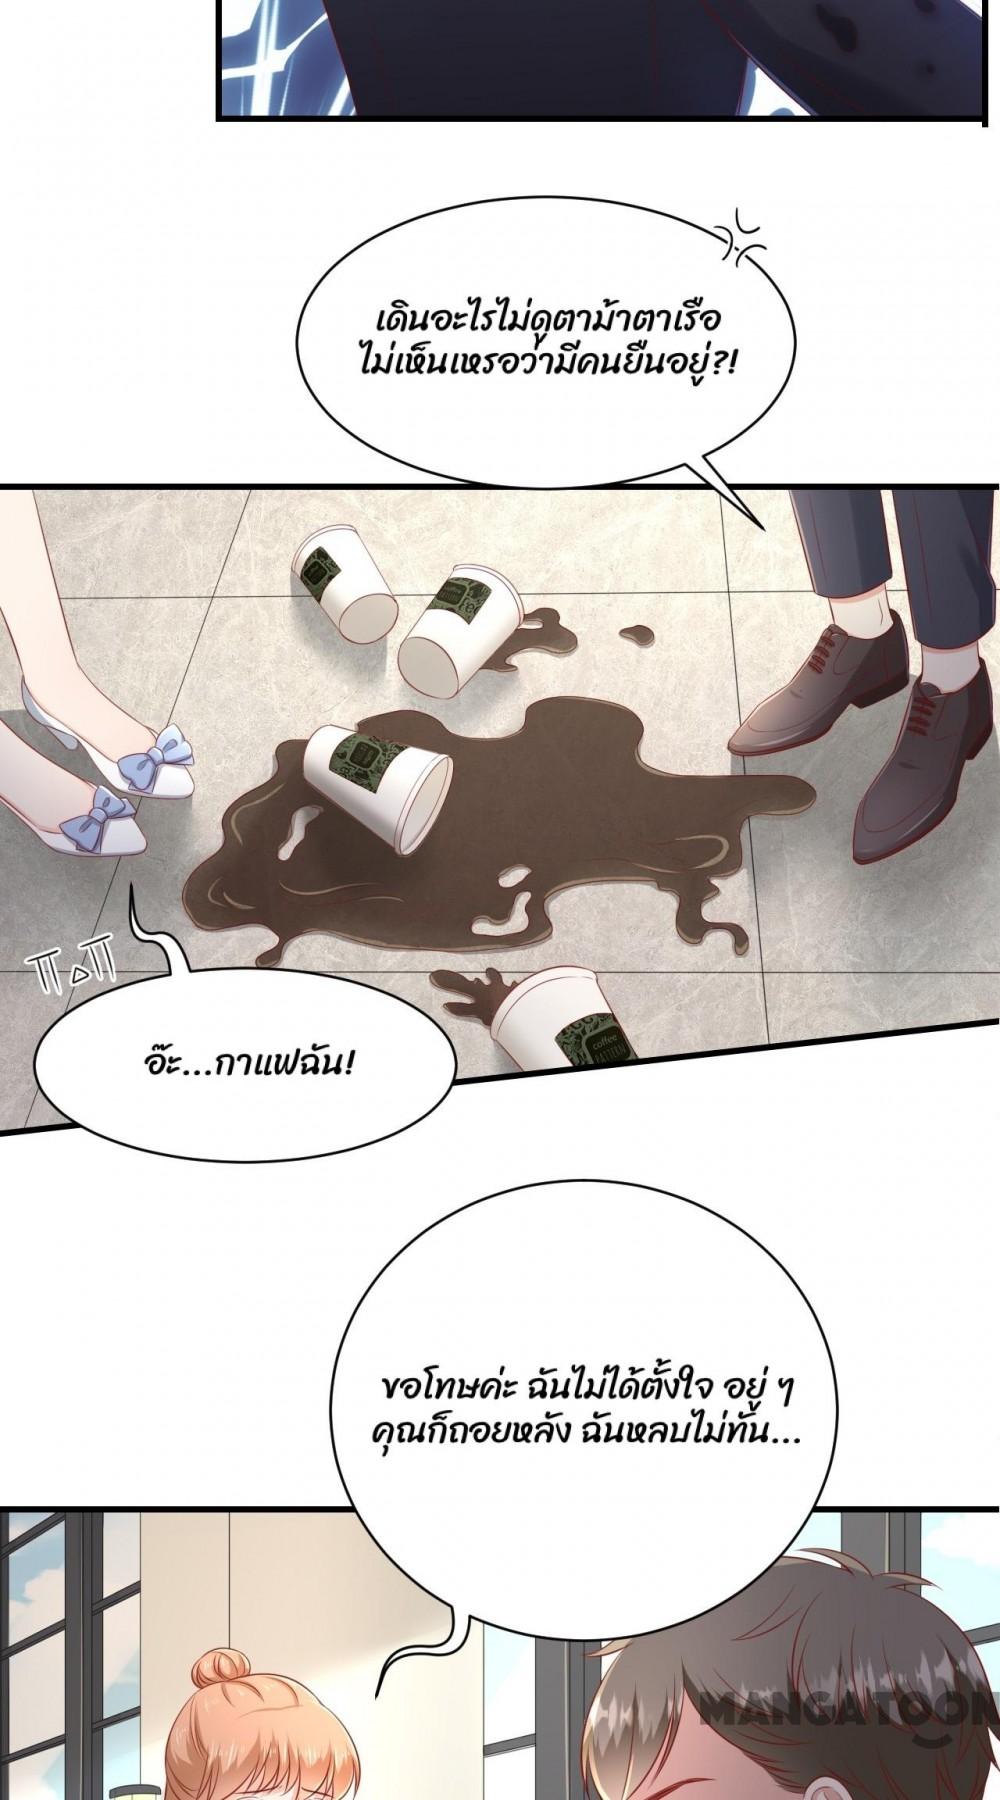 เดินอะไรไม่ดูตาม้าตาเรือ
ไม่เห็นเหรอว่ามีคนยืนอยู่?!
อ๊ะ...กาแฟฉัน!
coffee
PATTERN
ขอโทษค่ะ ฉันไม่ได้ตั้งใจ อยู่ ๆ
คุณก็ถอยหลัง ฉันหลบไม่ทัน...
MANGATOON